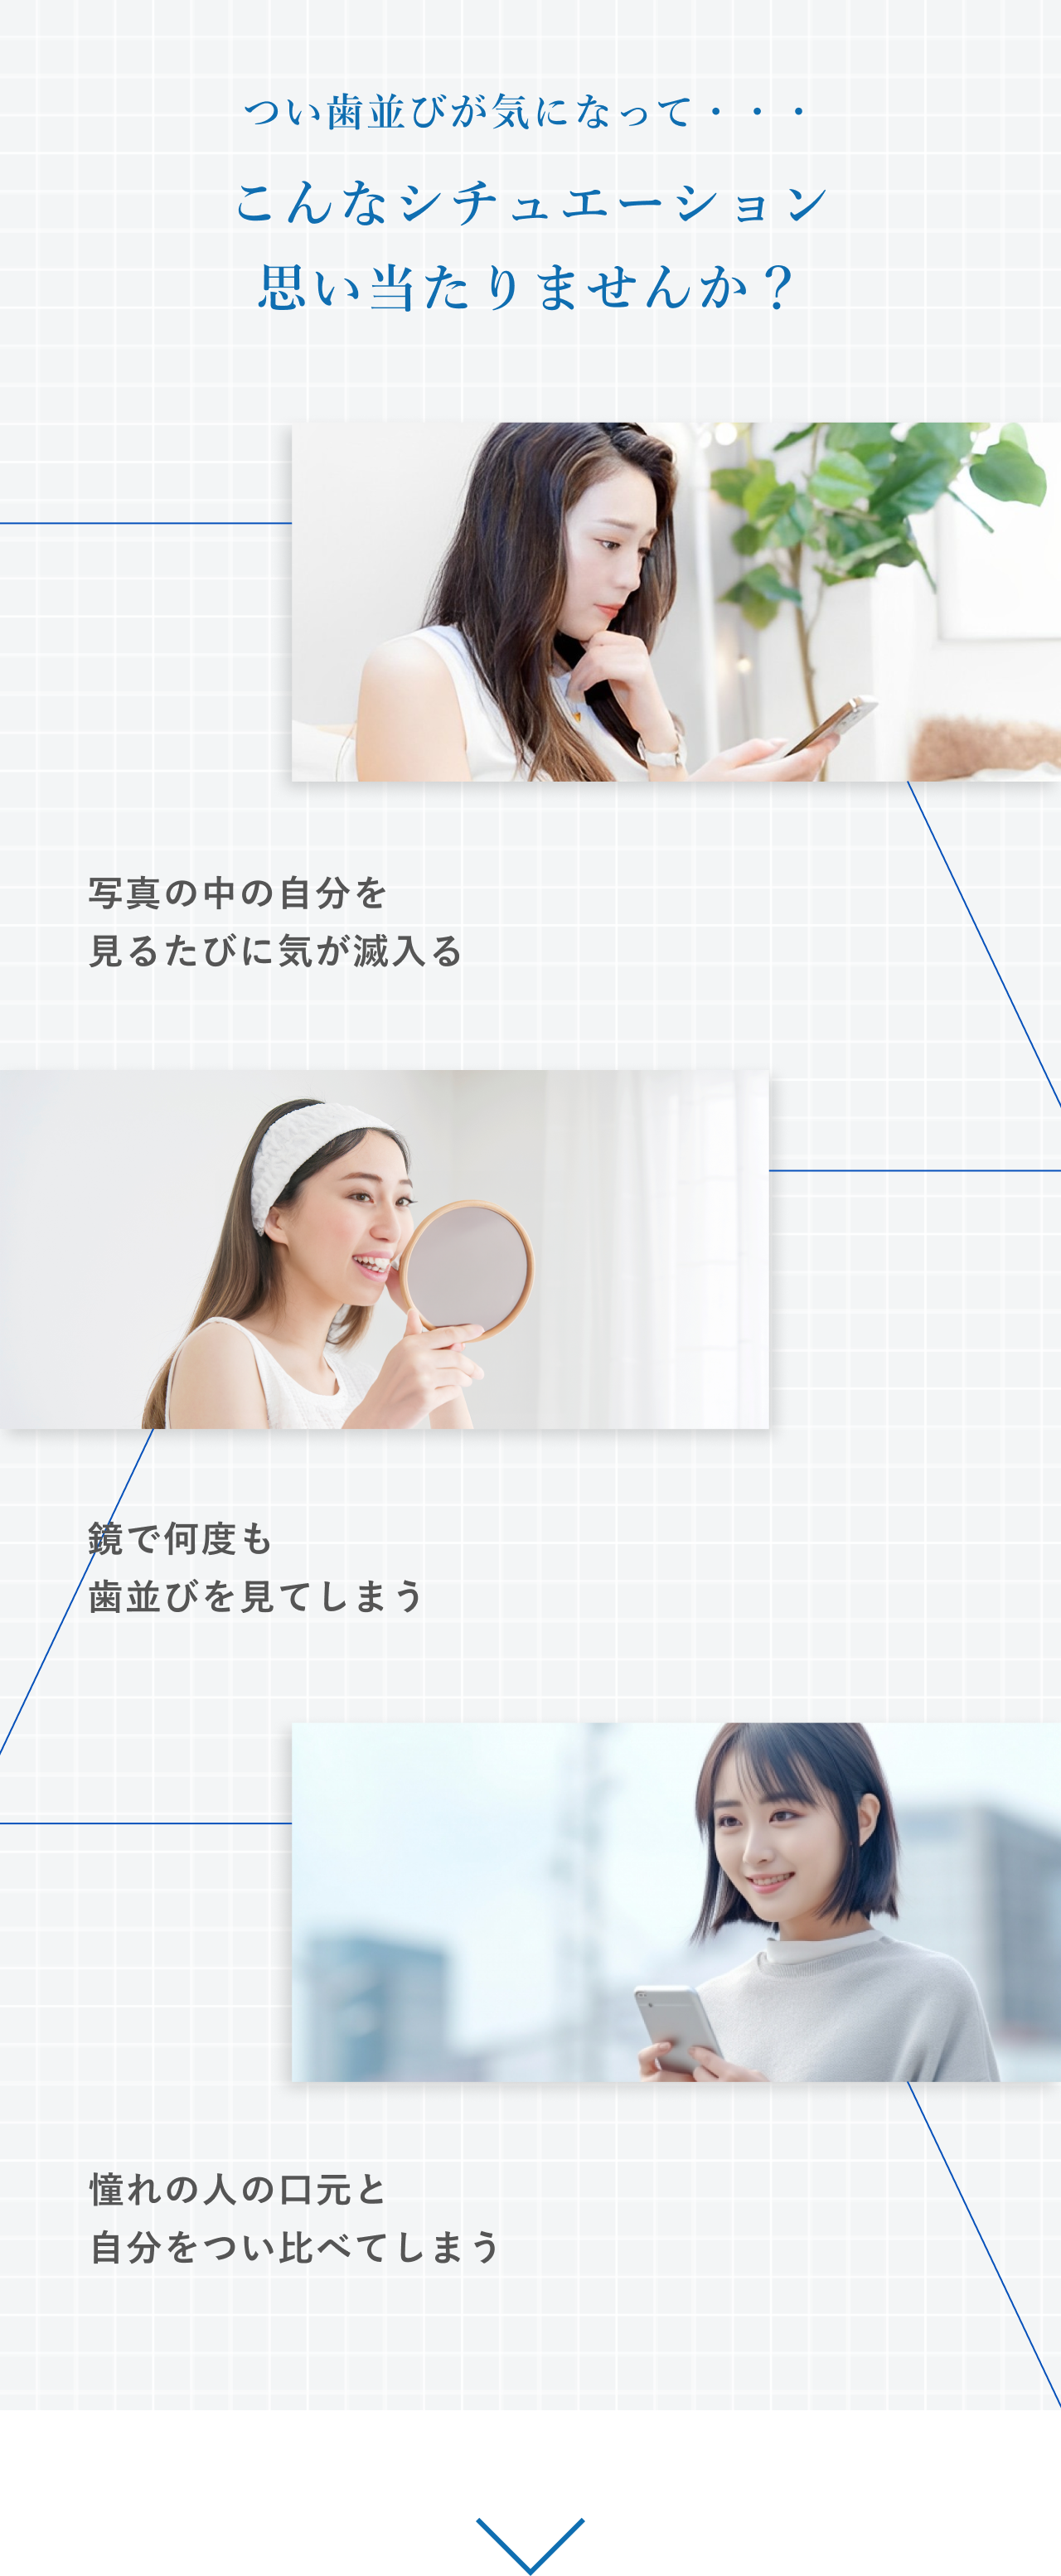 つい歯並びが気になって・・・
こんなシチュエーション
思い当たりませんか？
写真の中の自分を
見るたびに気が滅入る
鏡で何度も
歯並びを見てしまう
憧れの人の口元と
自分をつい比べてしまう